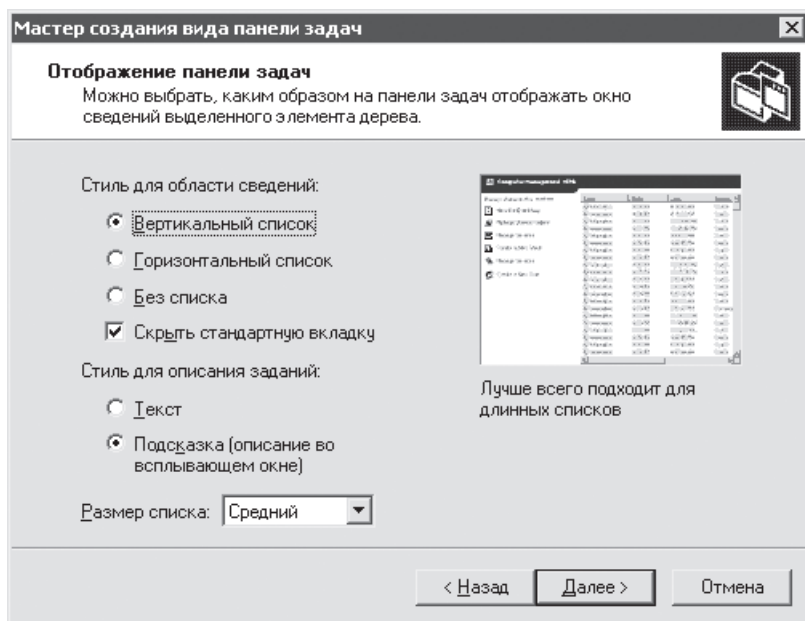 Мастер создания вида панели задач
Отображение панели задач
Можно выбрать, каким образом на панели задач отображать окно
сведений выделенного элемента дерева.
Стиль для области сведений:
Вертикальный список
Горизонтальный список
Без списка
Скрыть стандартную вкладку
Стиль для описания заданий:
Текст
Подсказка (описание во
всплывающем окне)
Размер списка: Средний
Лучше всего подходит для
длинных списков
< Назад Далее > Отмена